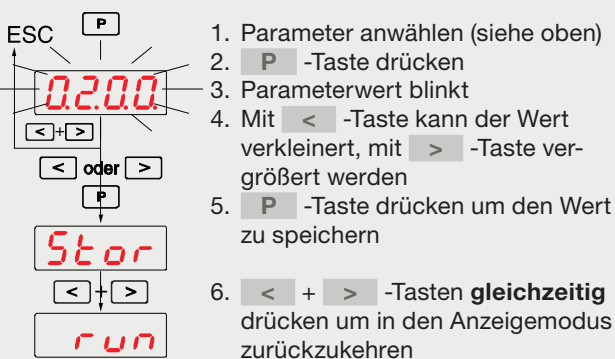 ESC
P
0.2.0.0.
< + >
< oder >
P
Stor
< + >
run
1. Parameter anwählen (siehe oben)
2. P -Taste drücken
3. Parameterwert blinkt
4. Mit < -Taste kann der Wert
verkleinert, mit > -Taste ver-
größert werden
5. P -Taste drücken um den Wert
zu speichern
6. < + > -Tasten gleichzeitig
drücken um in den Anzeigemodus
zurückzukehren